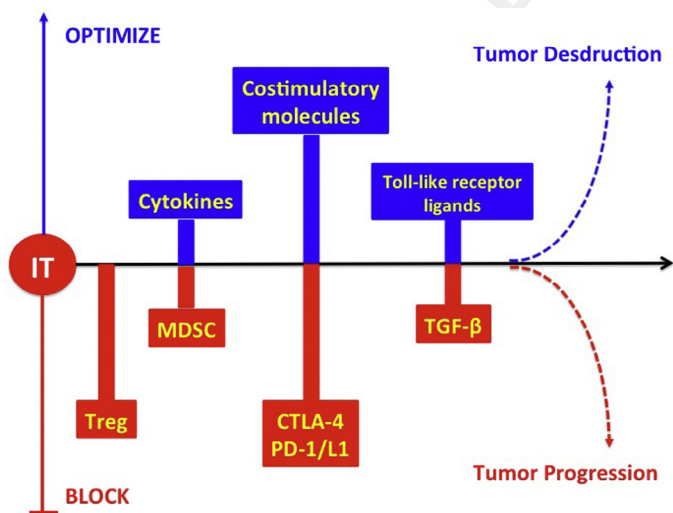 OPTIMIZE
Tumor Desdruction
Costimulatory
molecules
Cytokines
Toll-like receptor
ligands
IT
MDSC
TGF-β
Treg
CTLA-4
PD-1/L1
Tumor Progression
BLOCK